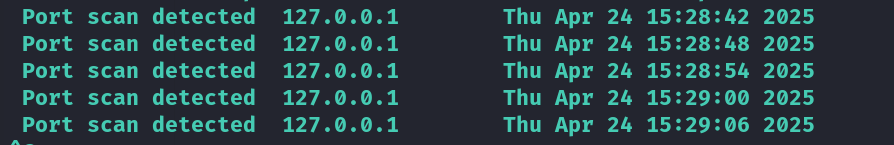 Port scan detected 127.0.0.1 Thu Apr 24 15:28:42 2025
Port scan detected 127.0.0.1 Thu Apr 24 15:28:48 2025
Port scan detected 127.0.0.1 Thu Apr 24 15:28:54 2025
Port scan detected 127.0.0.1 Thu Apr 24 15:29:00 2025
Port scan detected 127.0.0.1 Thu Apr 24 15:29:06 2025